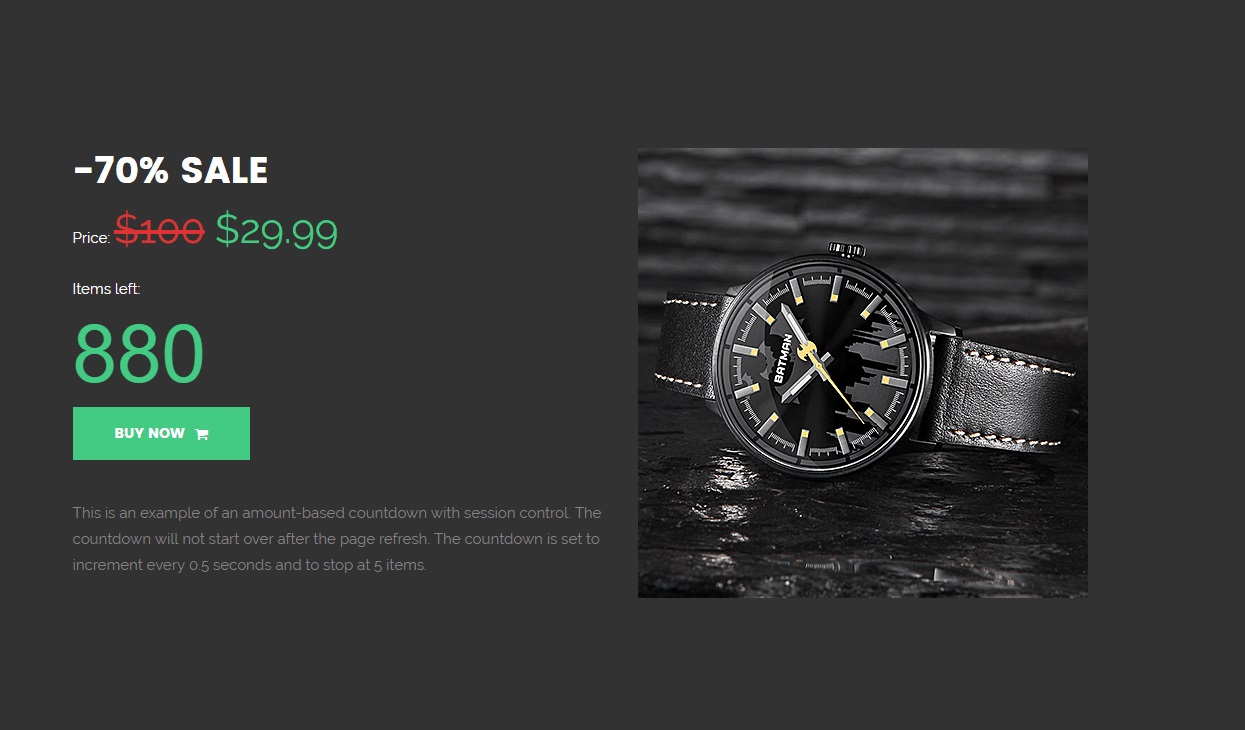 -70% SALE
Price: $100 $29.99
Items left:
880
BUY NOW
This is an example of an amount-based countdown with session control. The
countdown will not start over after the page refresh. The countdown is set to
increment every 0.5 seconds and to stop at 5 items.
BATMAN